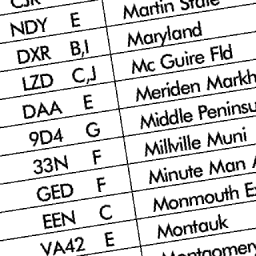 NDY E Martin State
DXR B,I Maryland
LZD C,J Mc Guire Fld
DAA E Meriden Markh
9D4 G Middle Peninsu
33N F Millville Muni
GED F Minute Man
EEN C Monmouth
VA42 E Montauk
Montgomery